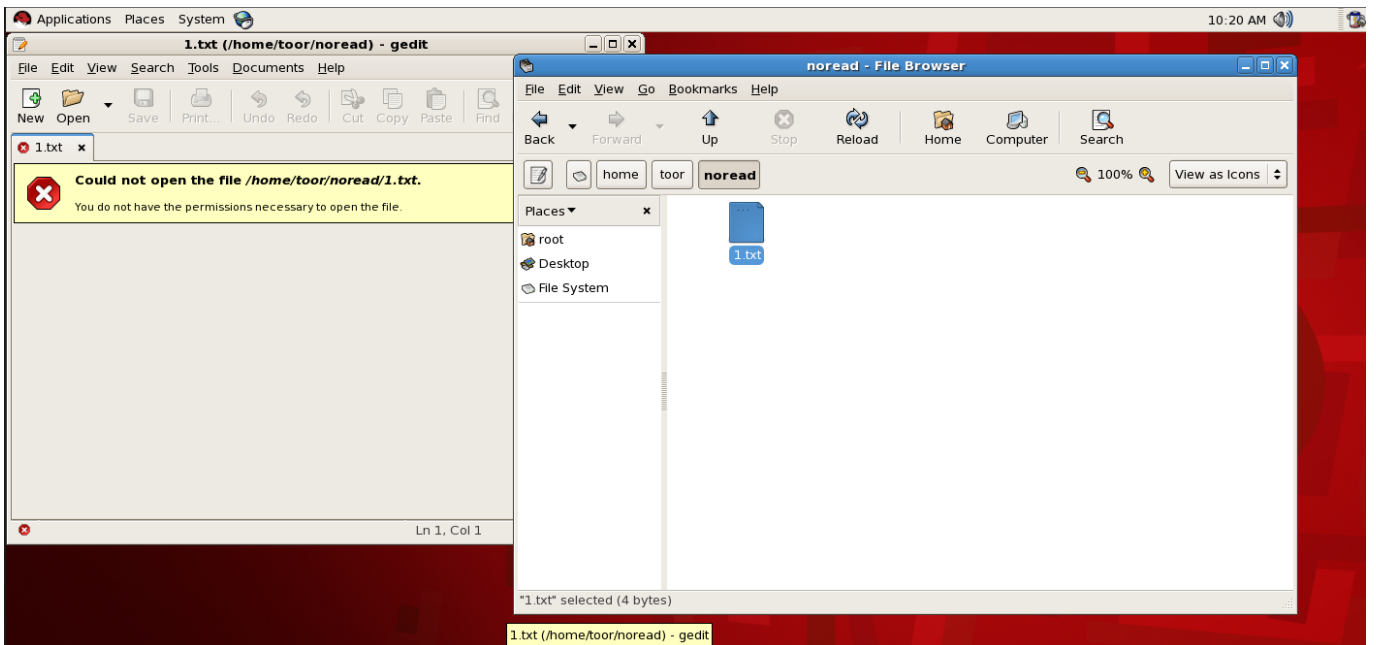 Applications Places System 10:20 AM
1.txt (/home/toor/noread) - gedit
File Edit View Search Tools Documents Help
New Open Save Print... Undo Redo Cut Copy Paste Find
1.txt
Could not open the file /home/toor/noread/1.txt.
You do not have the permissions necessary to open the file.
Ln 1, Col 1
noread - File Browser
File Edit View Go Bookmarks Help
Back Forward Up Stop Reload Home Computer Search
home toor noread 100% View as Icons
Places
root
Desktop
File System
1.txt
"1.txt" selected (4 bytes)
1.txt (/home/toor/noread) - gedit